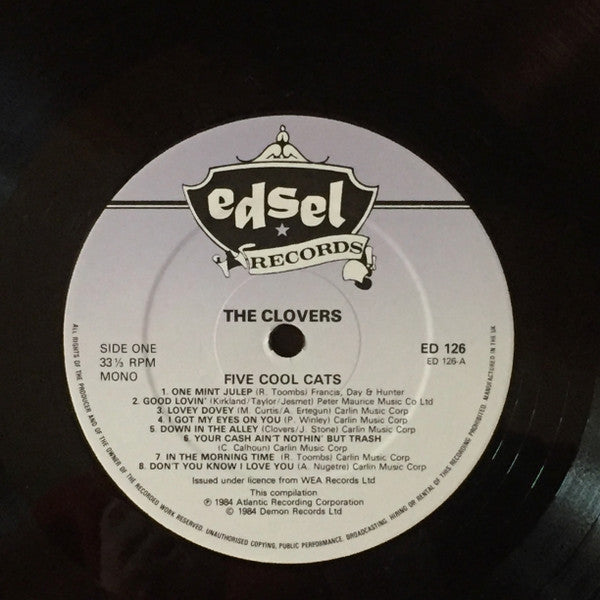 edsel
RECORDS
THE CLOVERS
SIDE ONE
33⅓ RPM
MONO
ED 126
ED 126-A
FIVE COOL CATS
1. ONE MINT JULEP (R. Toombs) Francis, Day & Hunter
2. GOOD LOVIN' (Kirkland/Taylor/Jesmet) Peter Maurice Music Co Ltd
3. LOVEY DOVEY (M. Curtis/A. Ertegun) Carlin Music Corp
4. I GOT MY EYES ON YOU (P. Winley) Carlin Music Corp
5. DOWN IN THE ALLEY (Clovers/J. Stone) Carlin Music Corp
6. YOUR CASH AIN'T NOTHIN' BUT TRASH
(C. Calhoun) Carlin Music Corp
7. IN THE MORNING TIME (R. Toombs) Carlin Music Corp
8. DON'T YOU KNOW I LOVE YOU (A. Nugetre) Carlin Music Corp
Issued under licence from WEA Records Ltd
This compilation
℗ 1984 Atlantic Recording Corporation
© 1984 Demon Records Ltd
ALL RIGHTS OF THE PRODUCER AND OF THE OWNER OF THE RECORDED WORK RESERVED. UNAUTHORISED COPYING, PUBLIC PERFORMANCE, BROADCASTING, HIRING OR RENTAL OF THIS RECORDING PROHIBITED. MANUFACTURED IN THE UK